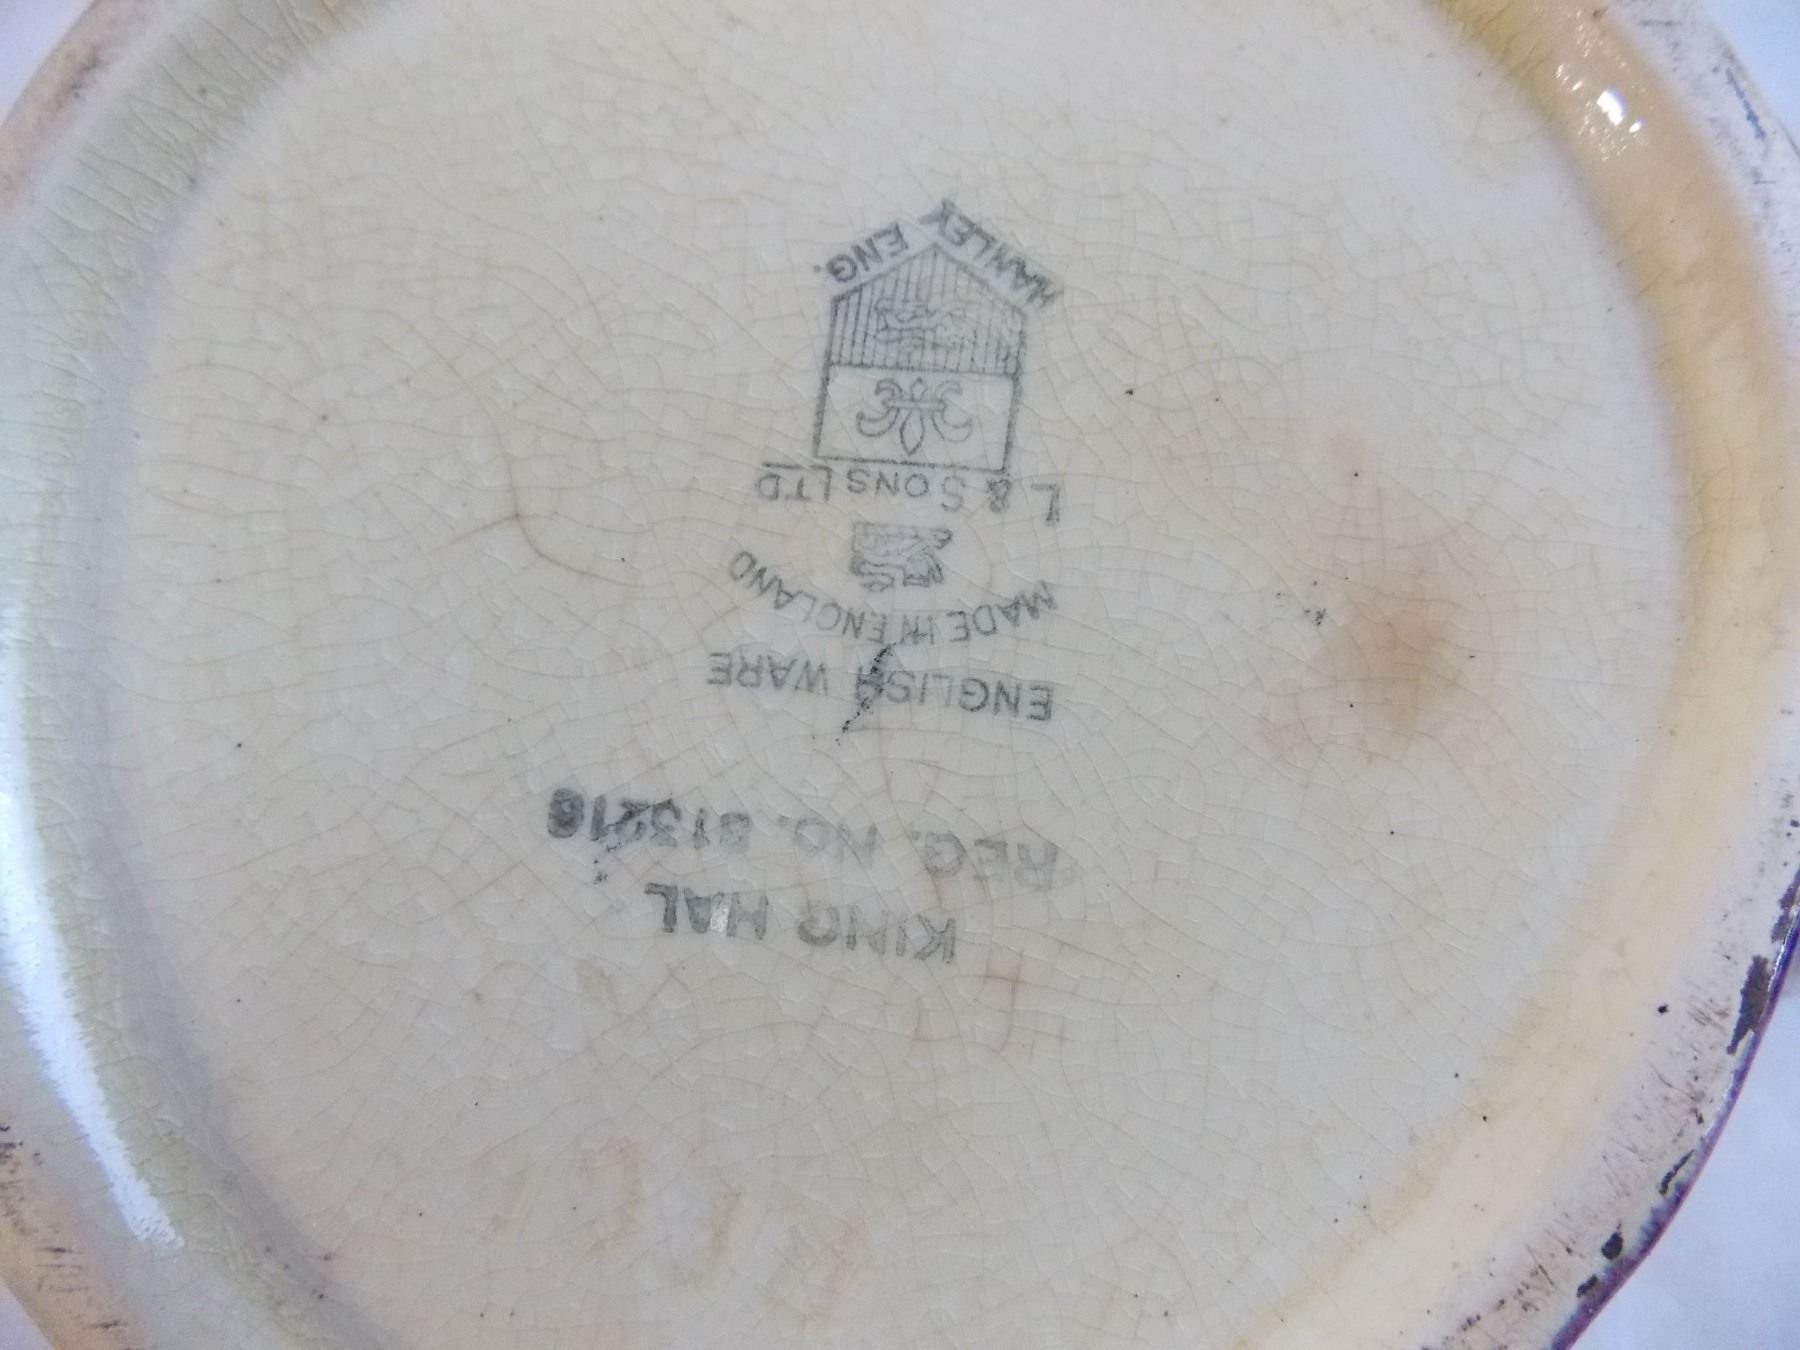 KING HAL
REG. NO. 813216
ENGLISH WARE
MADE IN ENGLAND
L & SONS LTD
HANLEY ENG.